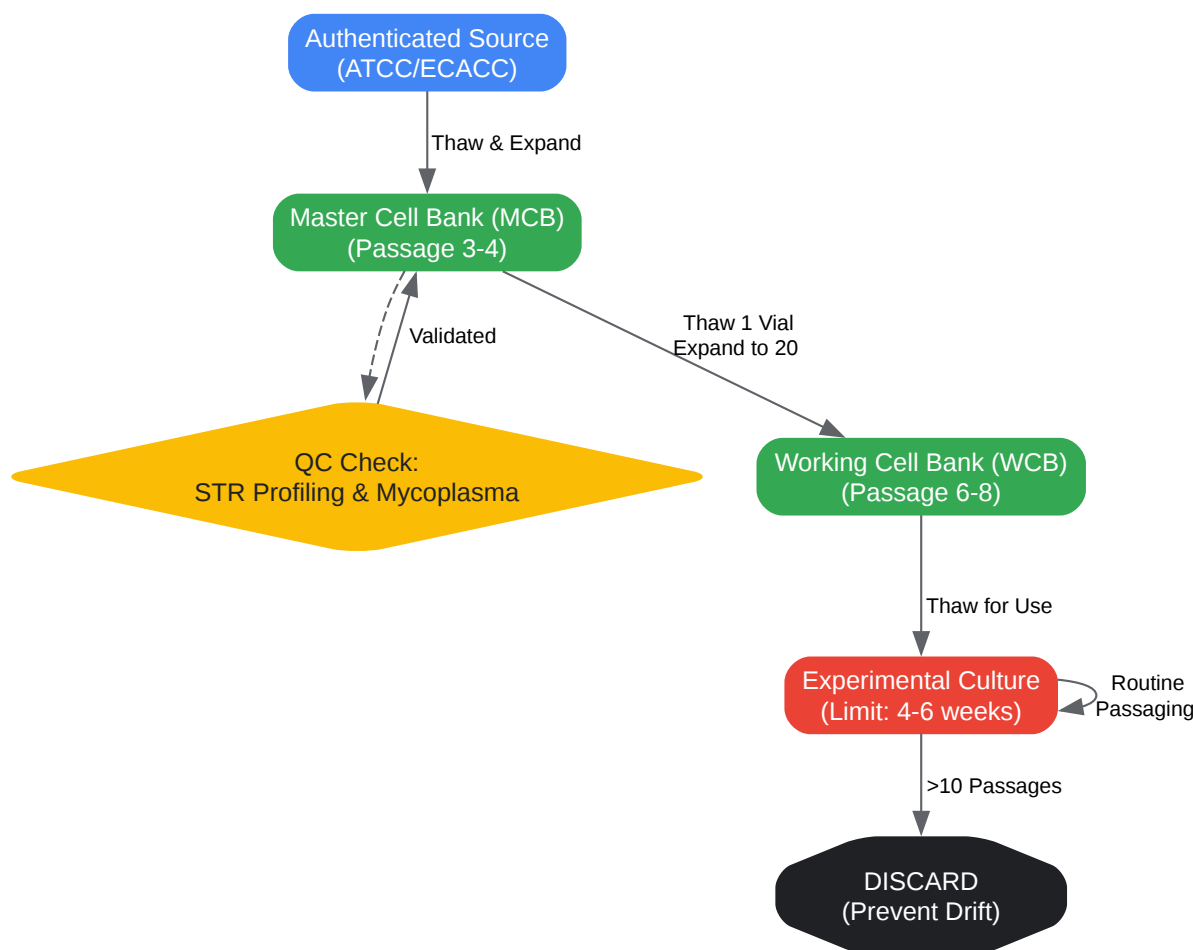 Authenticated Source
(ATCC/ECACC)
Thaw & Expand
Master Cell Bank (MCB)
(Passage 3-4)
Validated
Thaw 1 Vial
Expand to 20
QC Check:
STR Profiling & Mycoplasma
Working Cell Bank (WCB)
(Passage 6-8)
Thaw for Use
Experimental Culture
(Limit: 4-6 weeks)
Routine
Passaging
>10 Passages
DISCARD
(Prevent Drift)